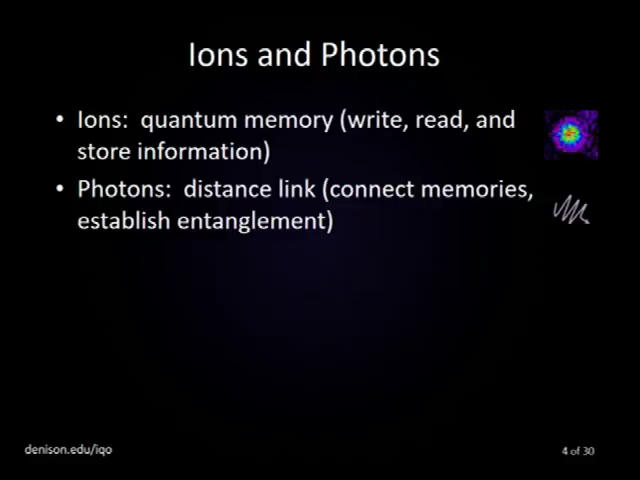 Ions and Photons
• Ions:  quantum memory (write, read, and
store information)
• Photons:  distance link (connect memories,
establish entanglement)
denison.edu/iqo
4 of 30